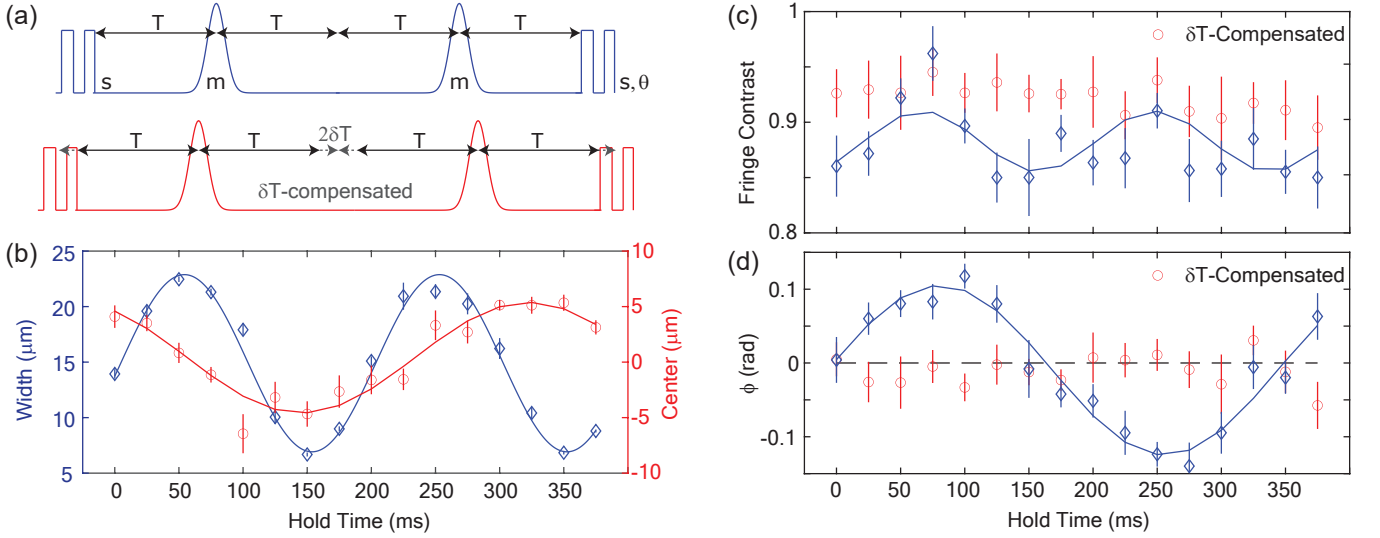 (a)
T T T T
s m m s, θ
2δT
T T T T
δT-compensated
(b)
Width (μm)
25
20
15
10
5
Center (μm)
10
5
0
-5
-10
0 50 100 150 200 250 300 350
Hold Time (ms)
(c)
Fringe Contrast
1
0.9
0.8
δT-Compensated
(d)
ϕ (rad)
0.1
0
-0.1
δT-Compensated
0 50 100 150 200 250 300 350
Hold Time (ms)